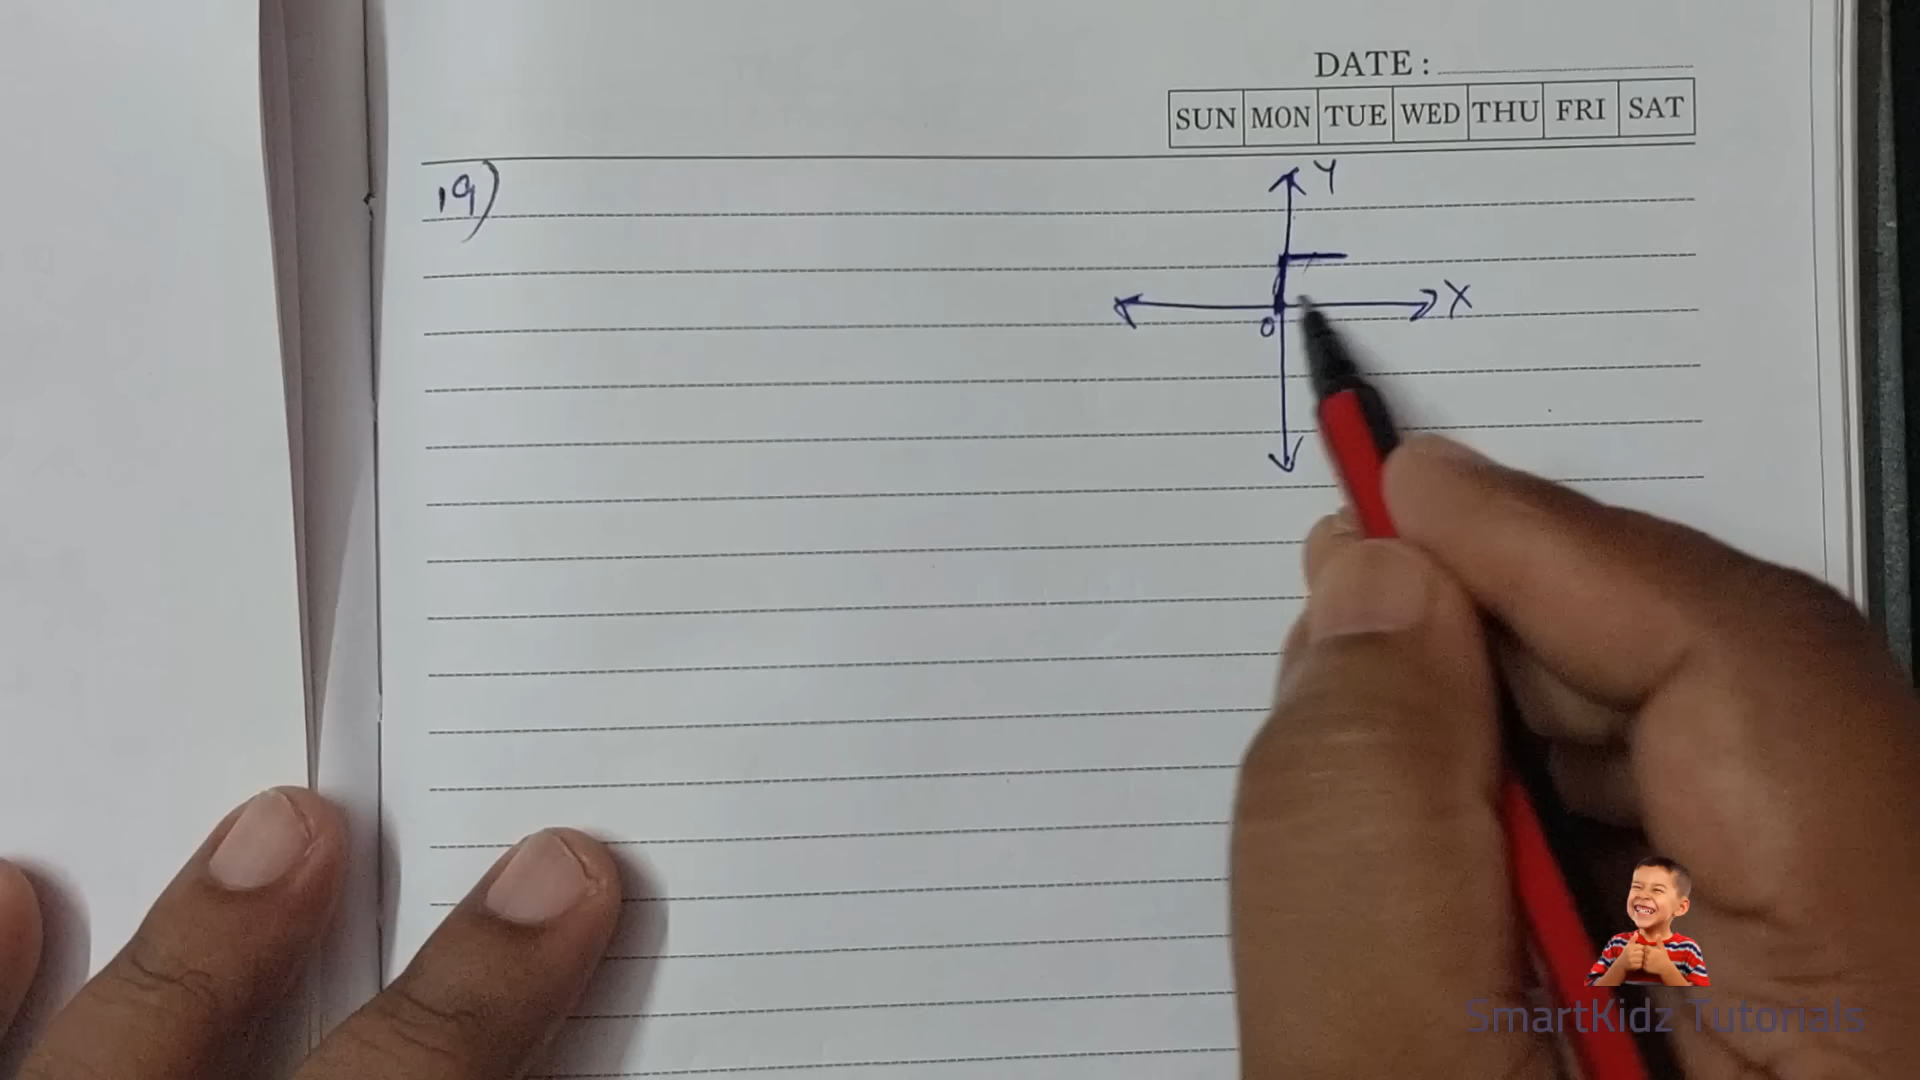 DATE :
SUN MON TUE WED THU FRI SAT
19)
Y
X
0
SmartKidz Tutorials